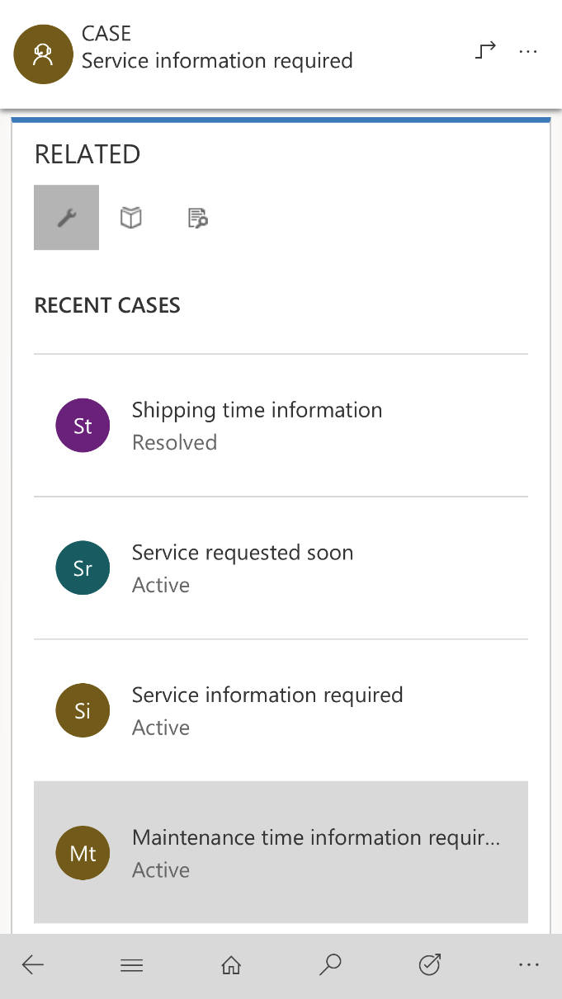 CASE
Service information required
RELATED
RECENT CASES
St
Shipping time information
Resolved
Sr
Service requested soon
Active
Si
Service information required
Active
Mt
Maintenance time information requir...
Active